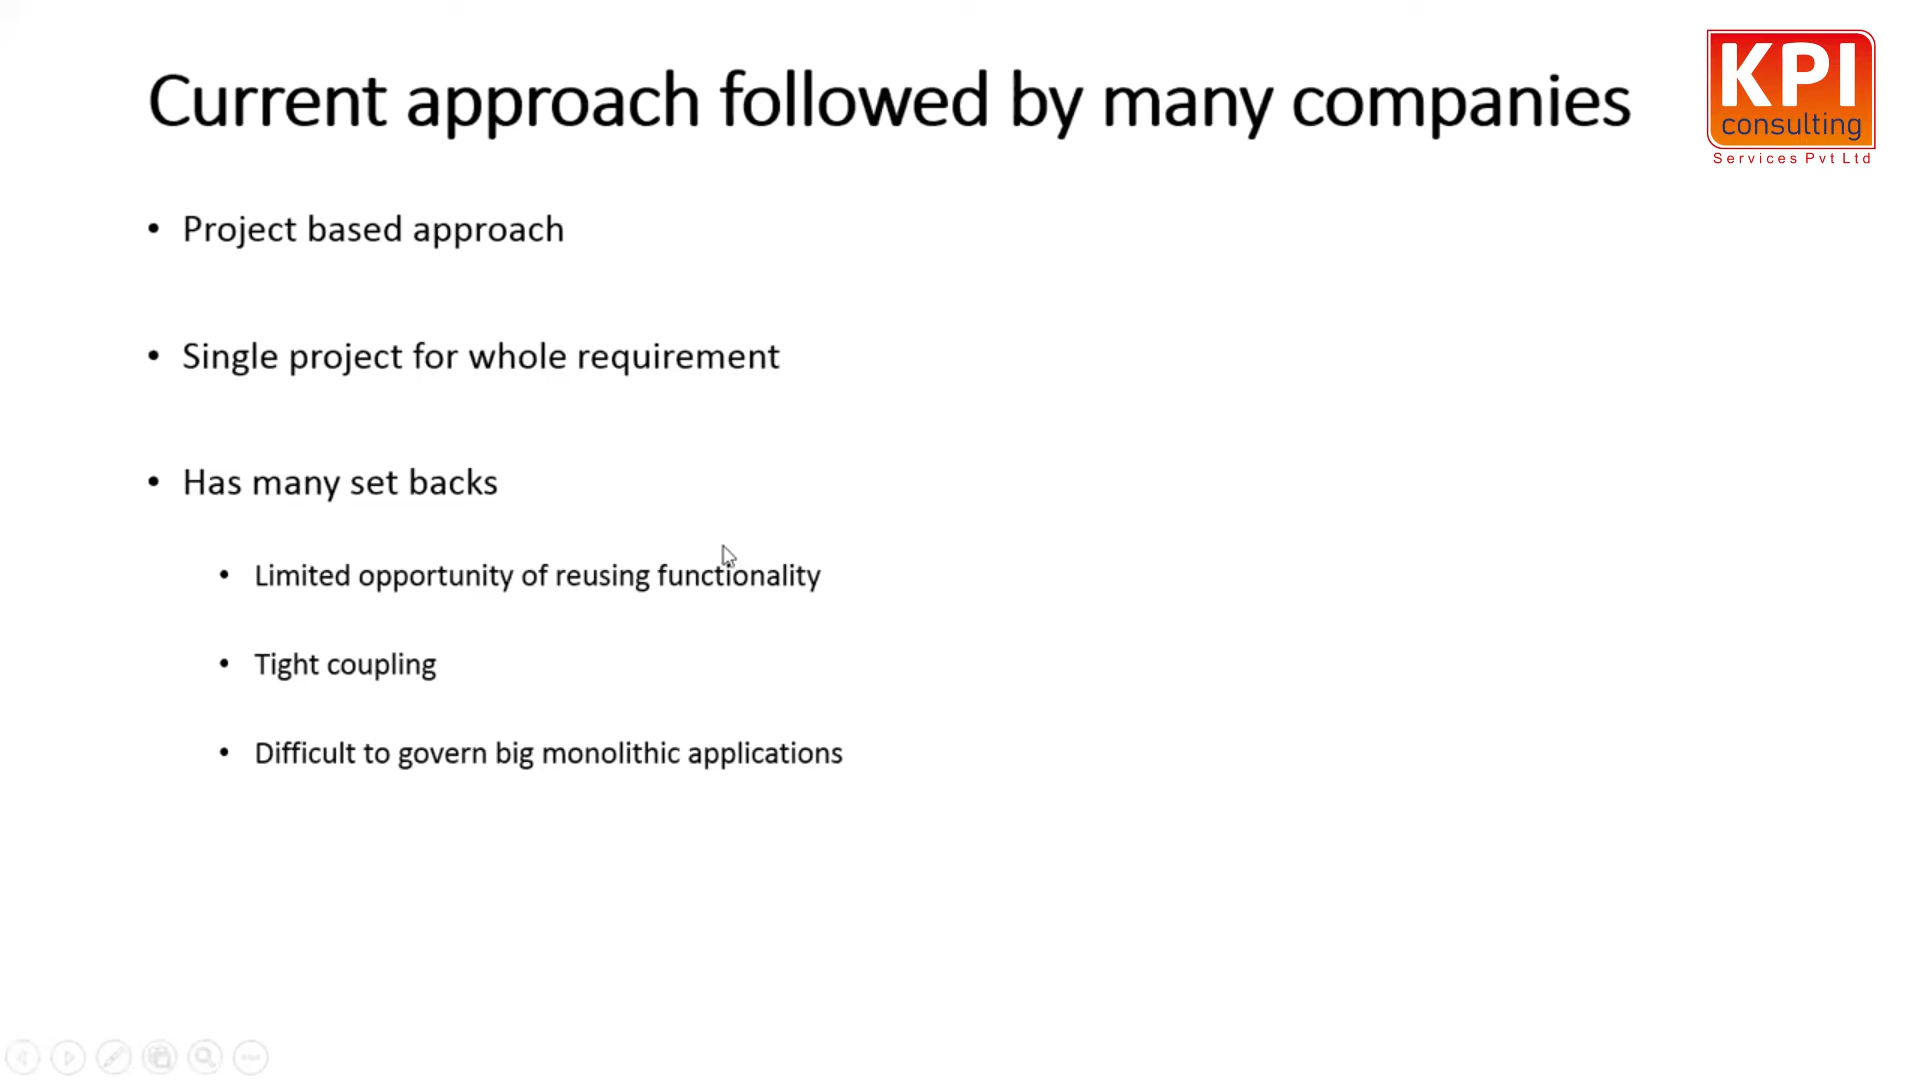 Current approach followed by many companies
KPI
consulting
Services Pvt Ltd
• Project based approach
• Single project for whole requirement
• Has many set backs
• Limited opportunity of reusing functionality
• Tight coupling
• Difficult to govern big monolithic applications